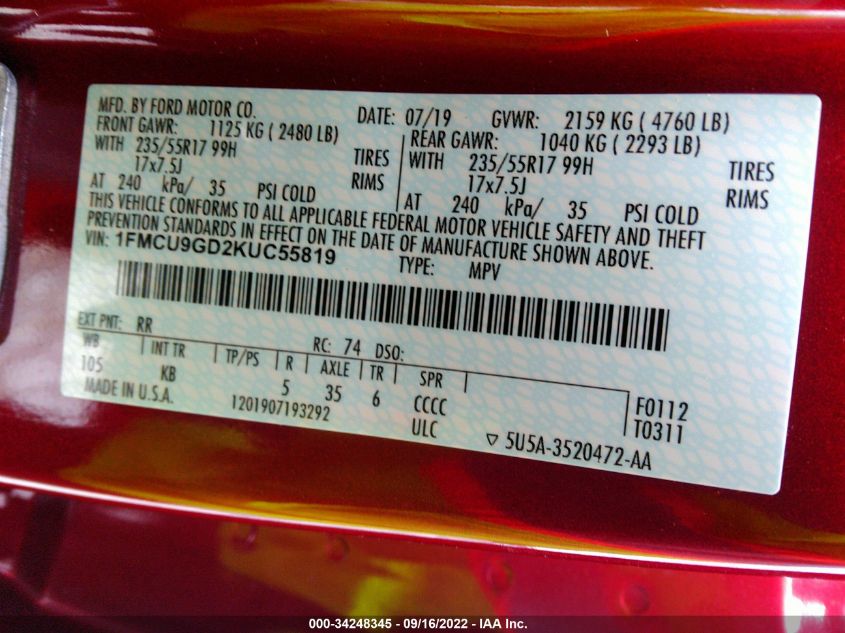 MFD. BY FORD MOTOR CO. DATE: 07/19 GVWR: 2159 KG ( 4760 LB)
FRONT GAWR: 1125 KG ( 2480 LB) REAR GAWR: 1040 KG ( 2293 LB)
WITH 235/55R17 99H TIRES WITH 235/55R17 99H TIRES
17x7.5J RIMS 17x7.5J RIMS
AT 240 kPa/ 35 PSI COLD AT 240 kPa/ 35 PSI COLD
THIS VEHICLE CONFORMS TO ALL APPLICABLE FEDERAL MOTOR VEHICLE SAFETY AND THEFT
PREVENTION STANDARDS IN EFFECT ON THE DATE OF MANUFACTURE SHOWN ABOVE.
VIN: 1FMCU9GD2KUC55819 TYPE: MPV
EXT PNT: RR RC: 74 DSO:
WB INT TR TP/PS R AXLE TR SPR
105 KB 5 35 6 CCCC F0112
MADE IN U.S.A. 1201907193292 ULC T0311
▽ 5U5A-3520472-AA
000-34248345 - 09/16/2022 - IAA Inc.